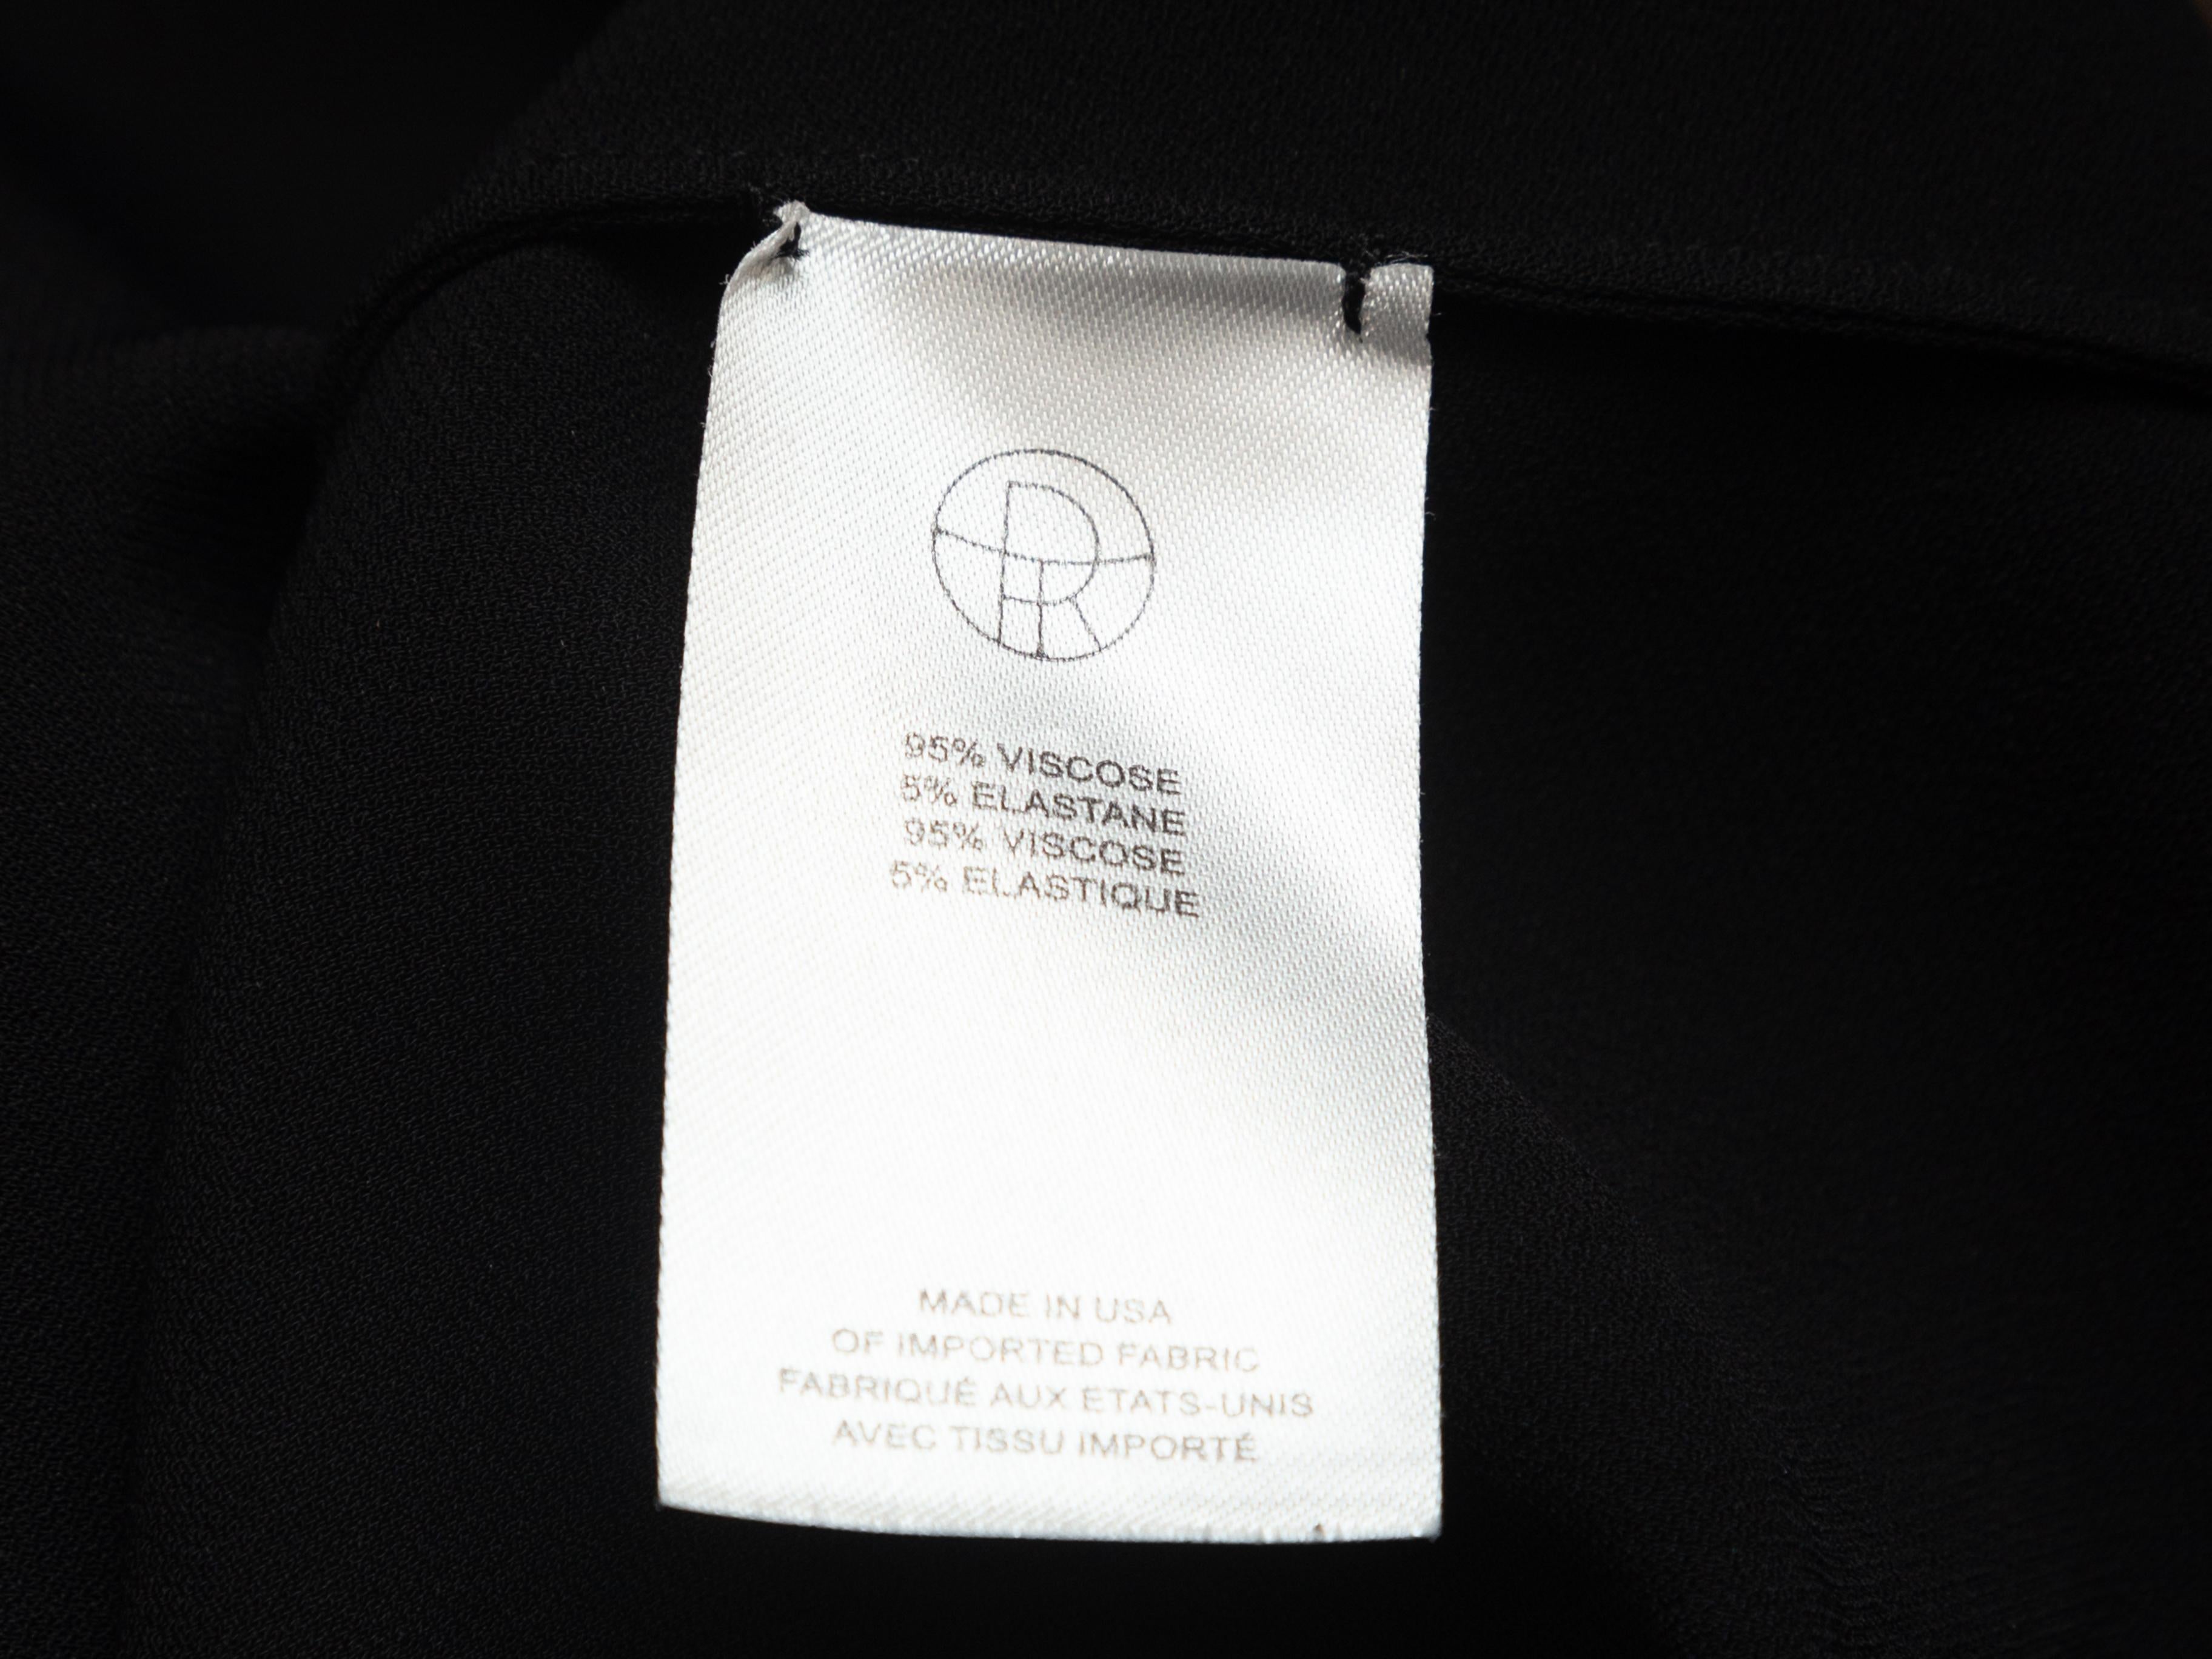 95% VISCOSE
5% ELASTANE
95% VISCOSE
5% ELASTIQUE
MADE IN USA
OF IMPORTED FABRIC
FABRIQUÉ AUX ETATS-UNIS
AVEC TISSU IMPORTÉ